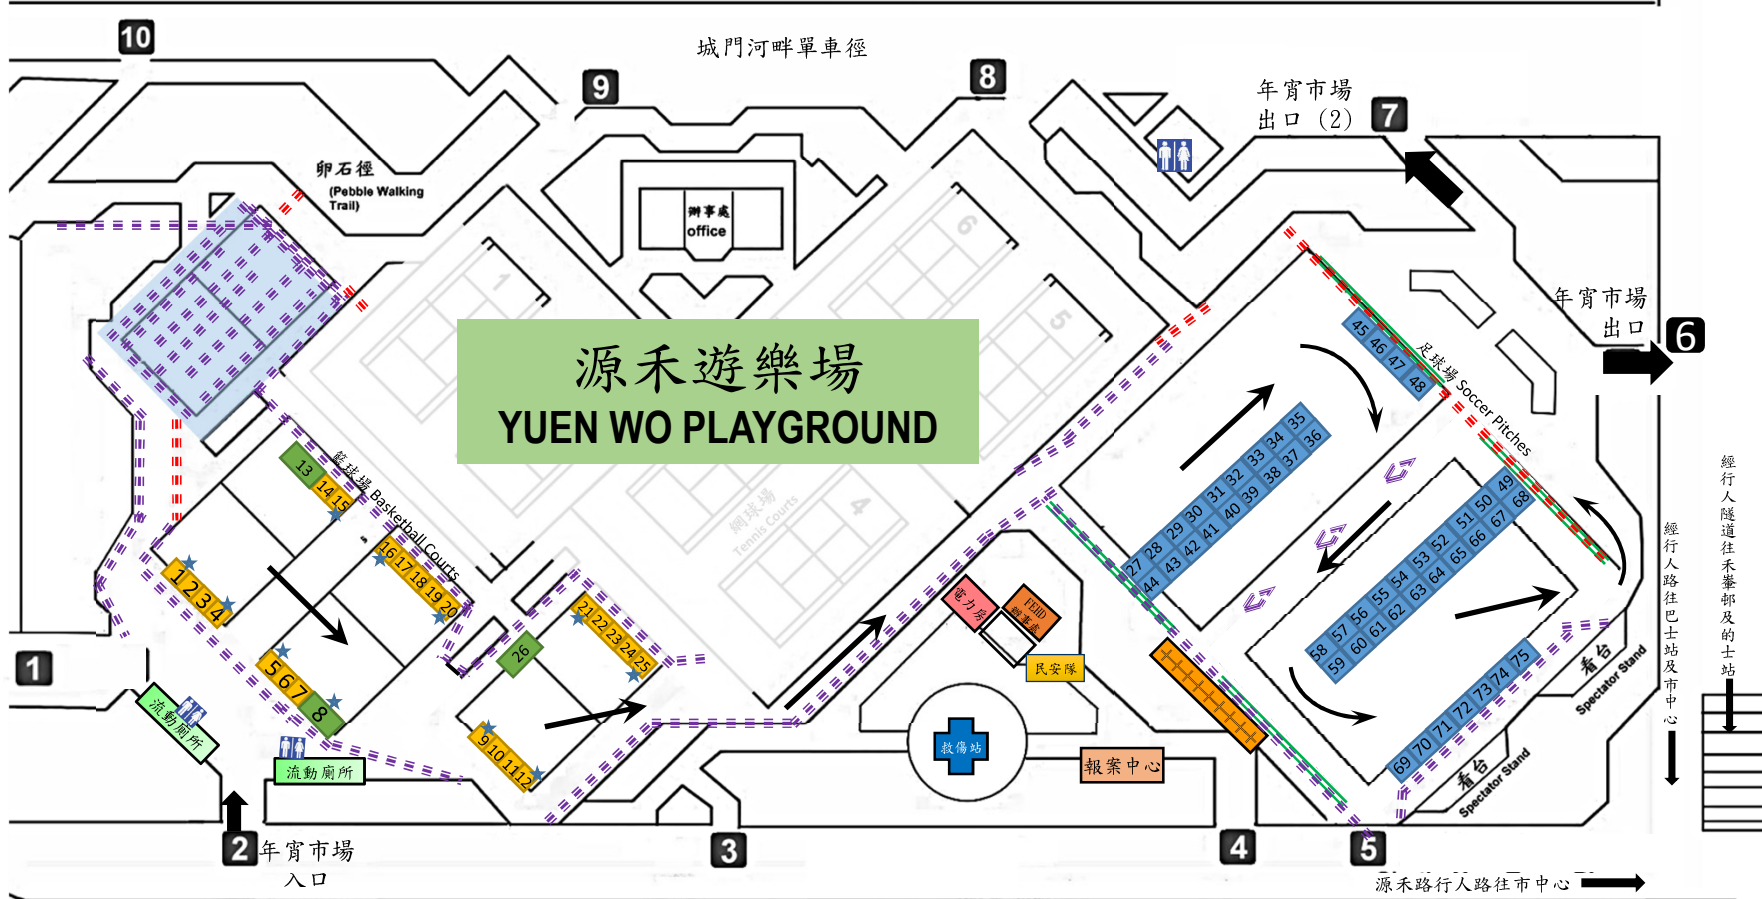 10
城門河畔單車徑
9
8
年宵市場
出口 (2)
7
卵石徑
(Pebble Walking
Trail)
辦事處
office
6
1
5
年宵市場
出口
6
源禾遊樂場
YUEN WO PLAYGROUND
足球場 Soccer Pitches
籃球場 Basketball Courts
網球場
Tennis Courts
4
45 46 47 48
35 36
34 37
33 38
32 39
31 40
30 41
29 42
28 43
27 44
49 68
50 67
51 66
52 65
53 64
54 63
55 62
56 61
57 60
58 59
69 70 71 72 73 74 75
13 14 15
16 17 18 19 20
21 22 23 24 25
26
1 2 3 4
5 6 7 8
9 10 11 12
電力房
FEHD
辦事處
民安隊
救傷站
報案中心
看台
Spectator Stand
看台
Spectator Stand
經行人路往巴士站及市中心
經行人隧道往禾輋邨及的士站
1
流動廁所
流動廁所
2
年宵市場
入口
3
4
5
源禾路行人路往市中心